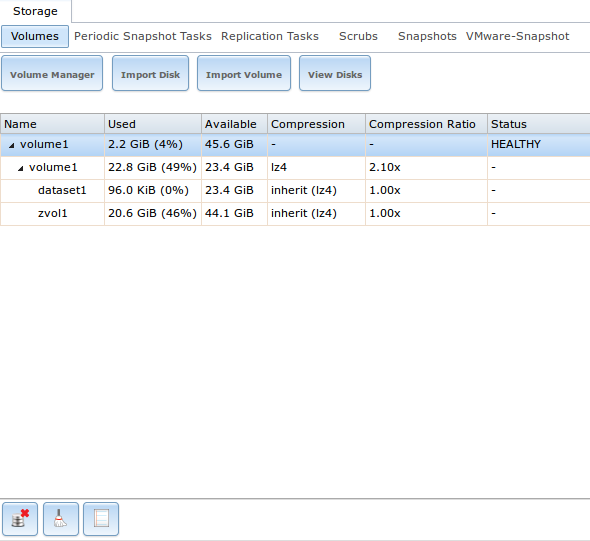 Storage
Volumes Periodic Snapshot Tasks Replication Tasks Scrubs Snapshots VMware-Snapshot
Volume Manager Import Disk Import Volume View Disks
Name Used Available Compression Compression Ratio Status
volume1 2.2 GiB (4%) 45.6 GiB - - HEALTHY
volume1 22.8 GiB (49%) 23.4 GiB lz4 2.10x -
dataset1 96.0 KiB (0%) 23.4 GiB inherit (lz4) 1.00x -
zvol1 20.6 GiB (46%) 44.1 GiB inherit (lz4) 1.00x -